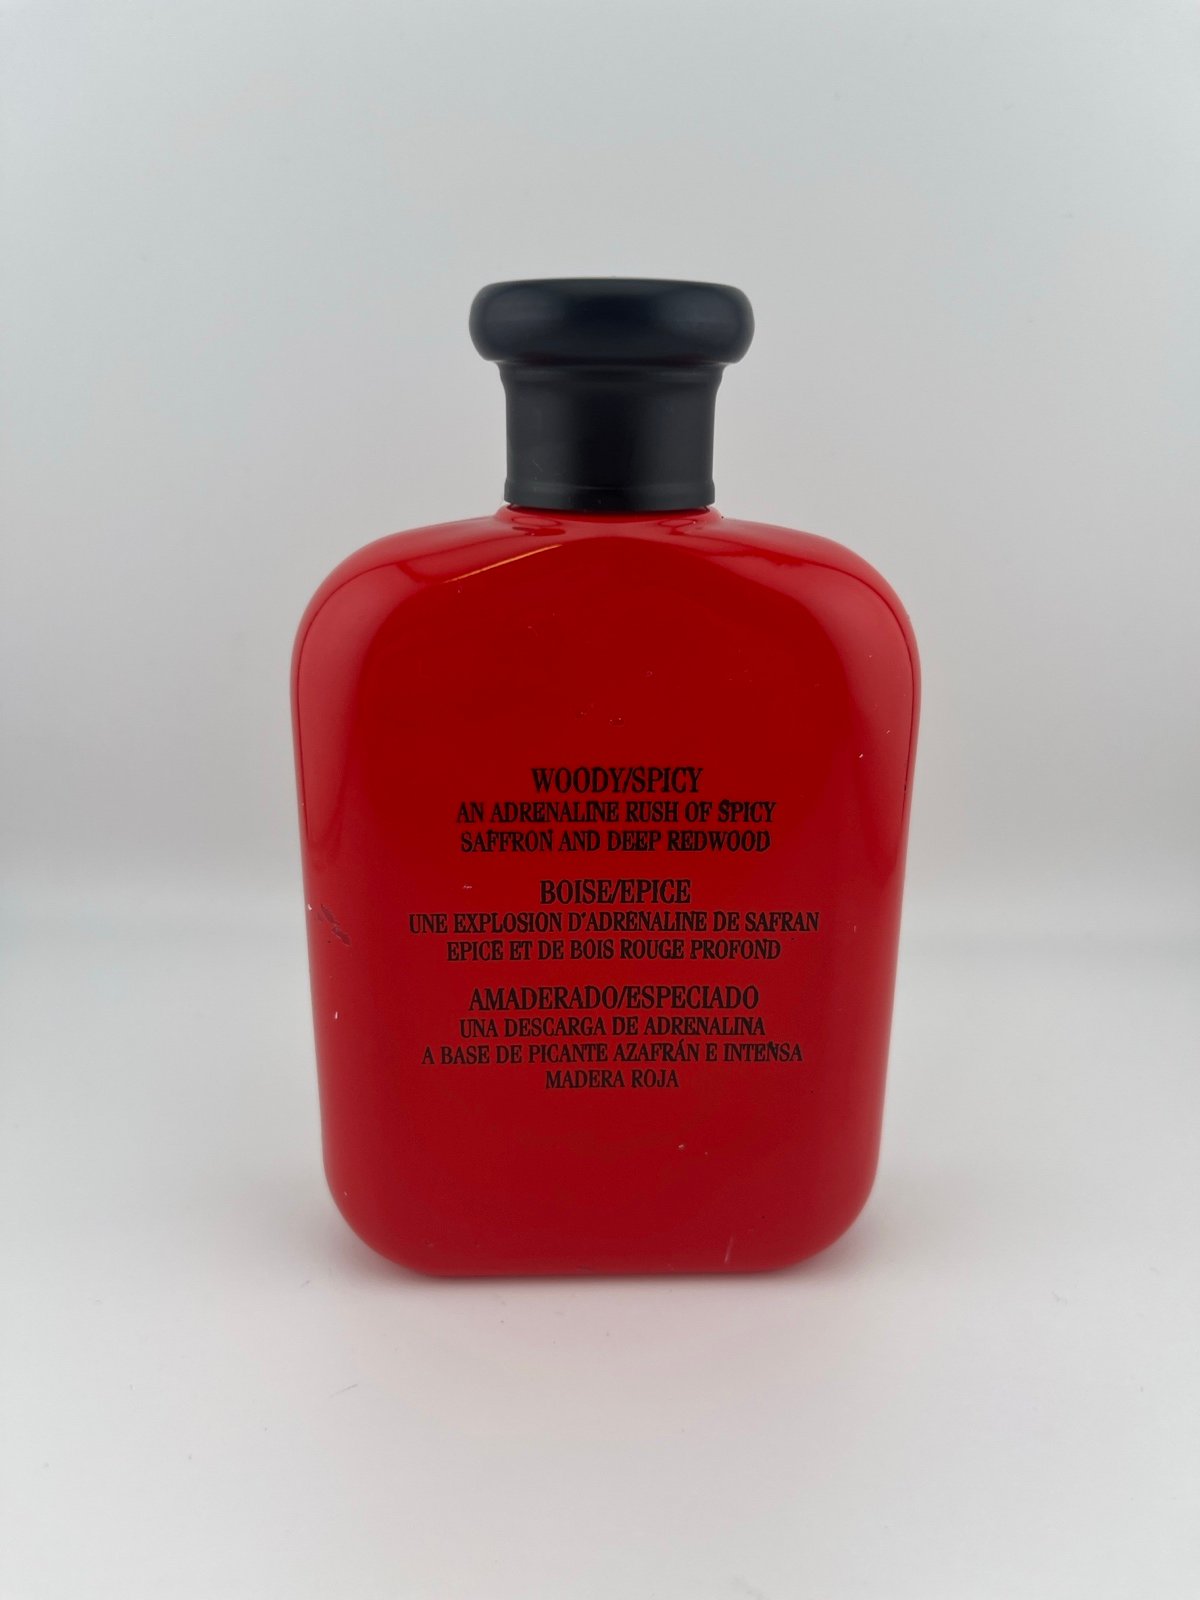 WOODY/SPICY
AN ADRENALINE RUSH OF SPICY
SAFFRON AND DEEP REDWOOD
BOISE/EPICE
UNE EXPLOSION D'ADRENALINE DE SAFRAN
EPICE ET DE BOIS ROUGE PROFOND
AMADERADO/ESPECIADO
UNA DESCARGA DE ADRENALINA
A BASE DE PICANTE AZAFRÁN E INTENSA
MADERA ROJA